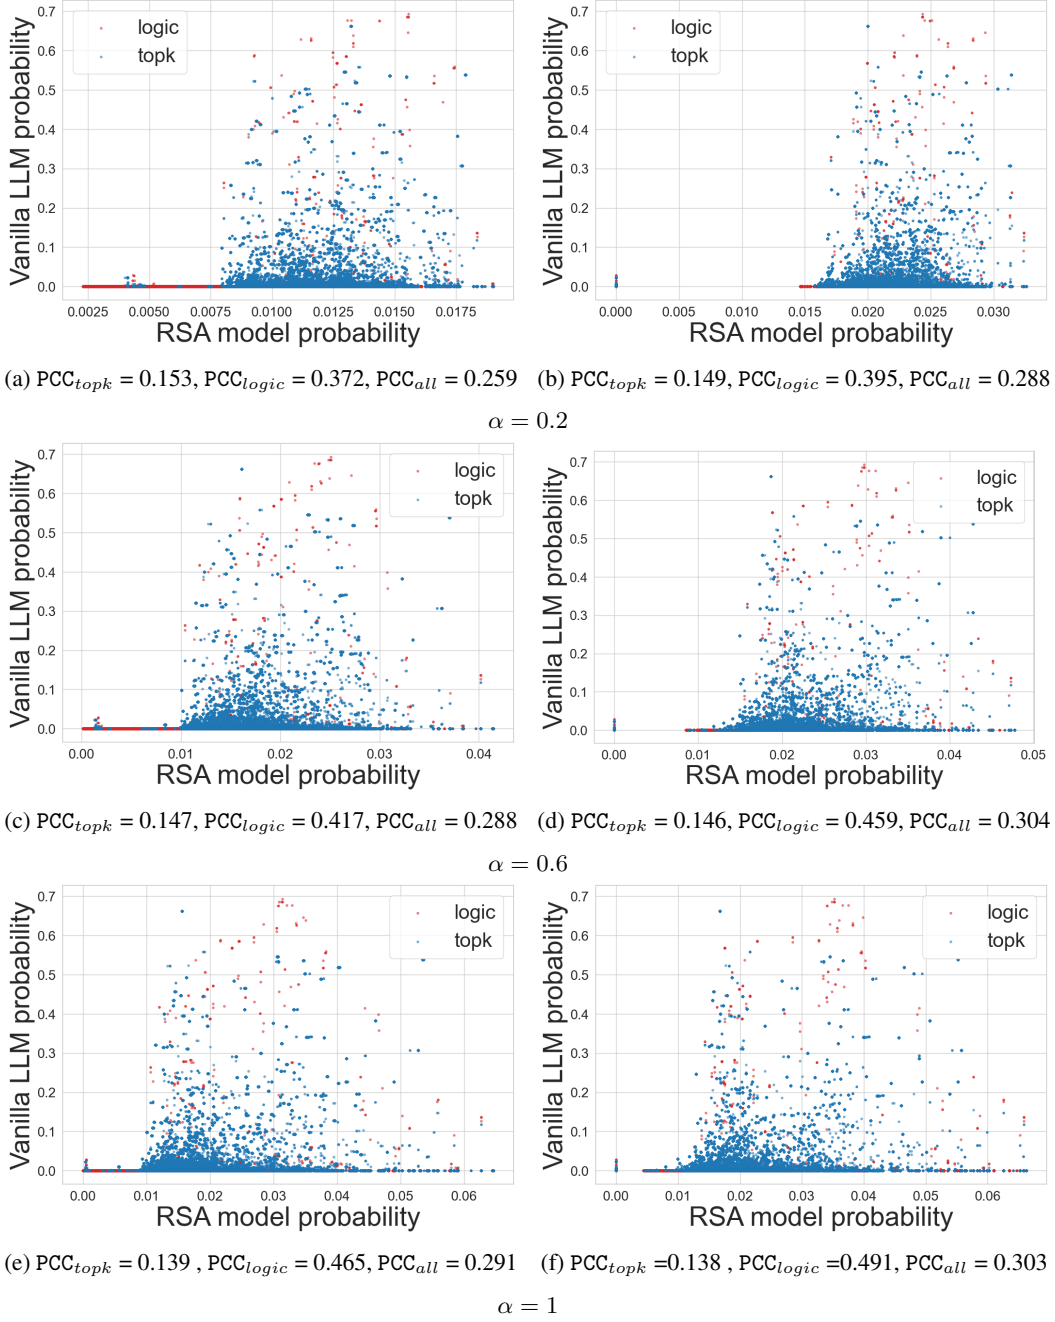 logic
topk
Vanilla LLM probability
0.7
0.6
0.5
0.4
0.3
0.2
0.1
0.0
0.0025 0.0050 0.0075 0.0100 0.0125 0.0150 0.0175
RSA model probability
logic
topk
Vanilla LLM probability
0.7
0.6
0.5
0.4
0.3
0.2
0.1
0.0
0.000 0.005 0.010 0.015 0.020 0.025 0.030
RSA model probability
(a) PCC_topk = 0.153, PCC_logic = 0.372, PCC_all = 0.259
(b) PCC_topk = 0.149, PCC_logic = 0.395, PCC_all = 0.288
α = 0.2
logic
topk
Vanilla LLM probability
0.7
0.6
0.5
0.4
0.3
0.2
0.1
0.0
0.00 0.01 0.02 0.03 0.04
RSA model probability
logic
topk
Vanilla LLM probability
0.7
0.6
0.5
0.4
0.3
0.2
0.1
0.0
0.00 0.01 0.02 0.03 0.04 0.05
RSA model probability
(c) PCC_topk = 0.147, PCC_logic = 0.417, PCC_all = 0.288
(d) PCC_topk = 0.146, PCC_logic = 0.459, PCC_all = 0.304
α = 0.6
logic
topk
Vanilla LLM probability
0.7
0.6
0.5
0.4
0.3
0.2
0.1
0.0
0.00 0.01 0.02 0.03 0.04 0.05 0.06
RSA model probability
logic
topk
Vanilla LLM probability
0.7
0.6
0.5
0.4
0.3
0.2
0.1
0.0
0.00 0.01 0.02 0.03 0.04 0.05 0.06
RSA model probability
(e) PCC_topk = 0.139 , PCC_logic = 0.465, PCC_all = 0.291
(f) PCC_topk =0.138 , PCC_logic =0.491, PCC_all = 0.303
α = 1